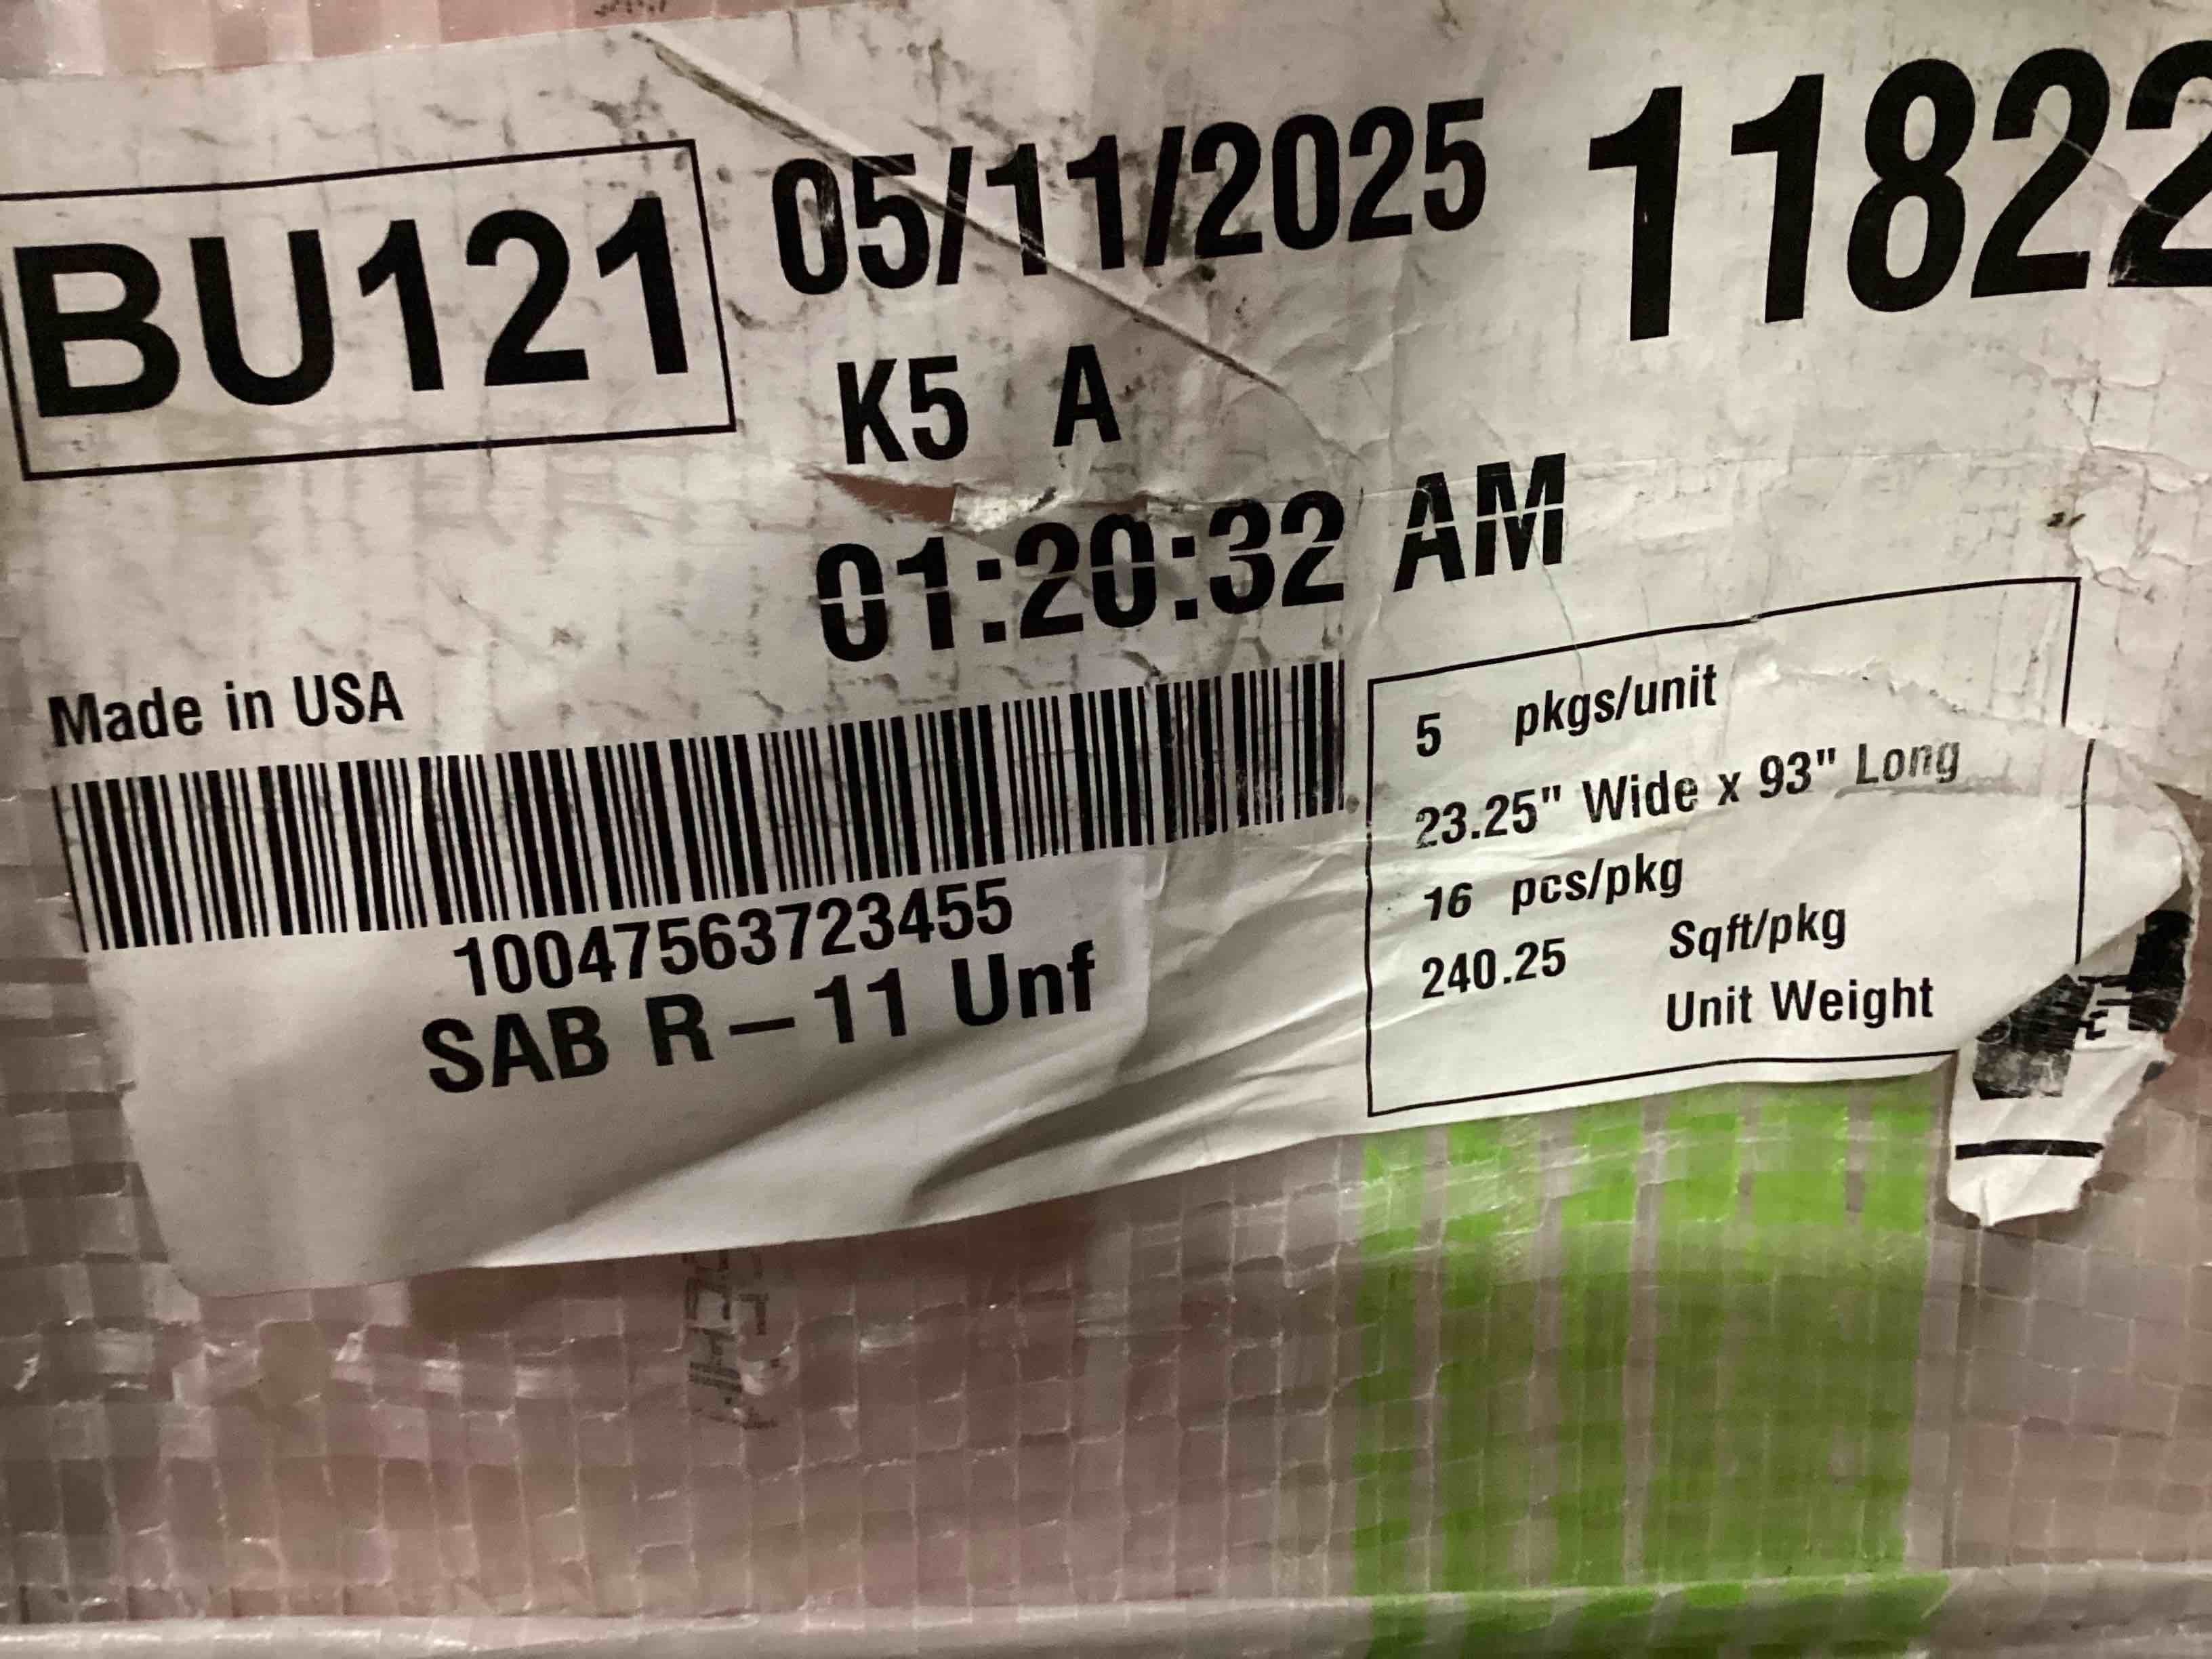 BU121 05/11/2025 11822
K5 A
01:20:32 AM
Made in USA
10047563723455
SAB R-11 Unf
5 pkgs/unit
23.25" Wide x 93" Long
16 pcs/pkg
240.25 Sqft/pkg
Unit Weight